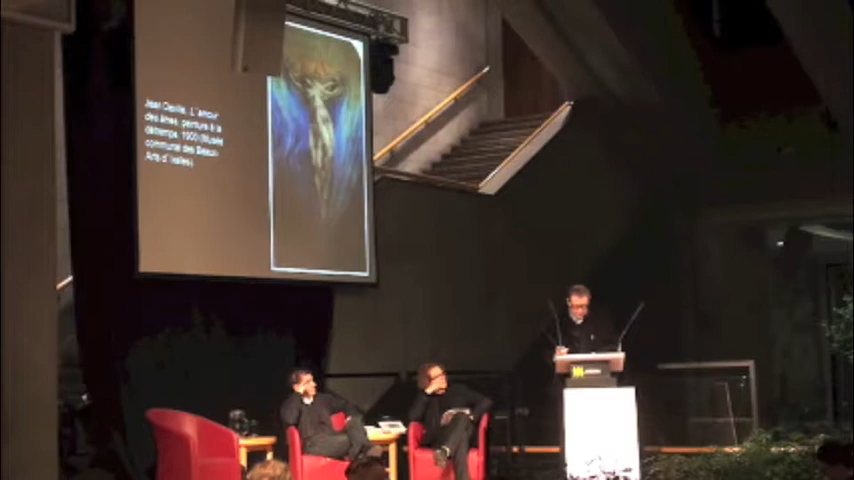 Jean Delville, L'amour
des âmes, peinture à la
détrempe, 1900 (Musée
communal des Beaux-
Arts d'Ixelles)